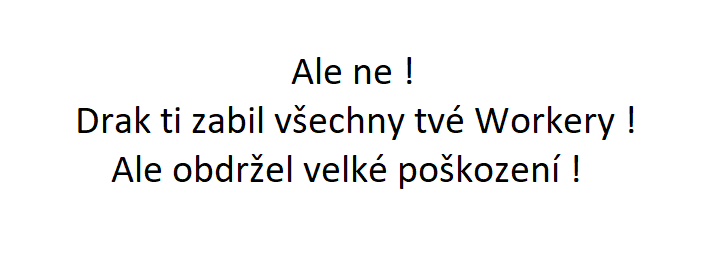 Ale ne !
Drak ti zabil všechny tvé Workery !
Ale obdržel velké poškození !